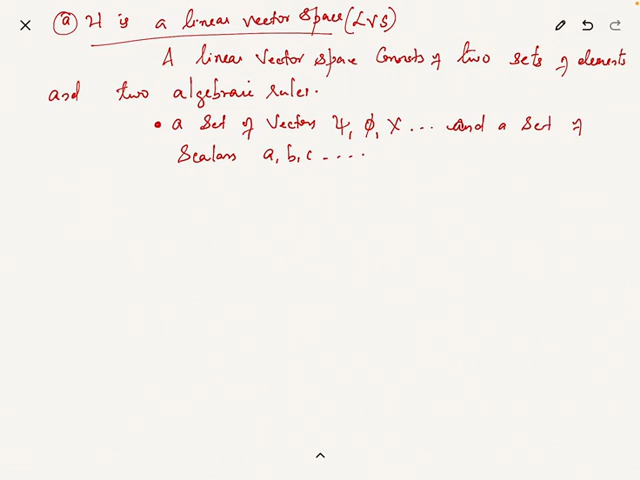 ⓐ ℋ is a linear vector space (LVS)
A linear vector space consists of two sets of elements
and two algebraic rules.
• a set of vectors Ψ, ϕ, χ ... and a set of
scalars a, b, c ....